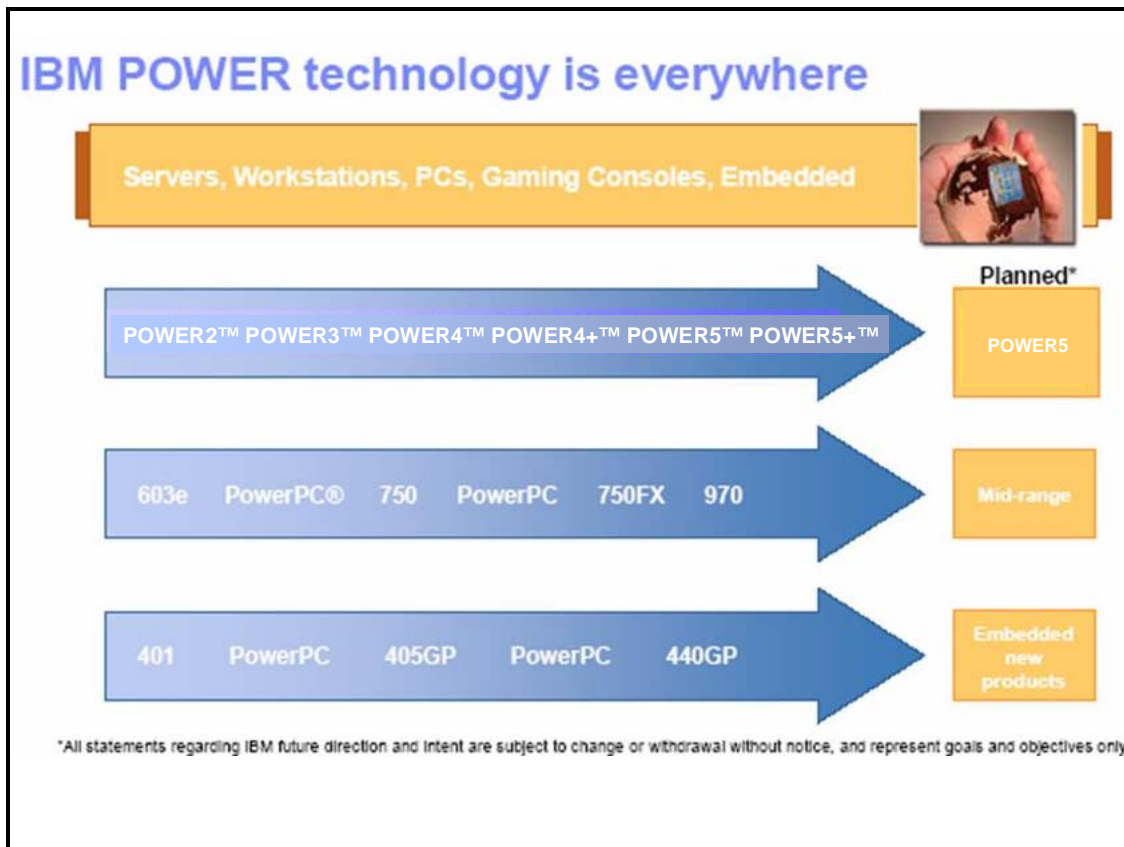 IBM POWER technology is everywhere
Servers, Workstations, PCs, Gaming Consoles, Embedded
Planned*
POWER2™ POWER3™ POWER4™ POWER4+™ POWER5™ POWER5+™
POWER5
603e PowerPC® 750 PowerPC 750FX 970
Mid-range
401 PowerPC 405GP PowerPC 440GP
Embedded
new
products
*All statements regarding IBM future direction and intent are subject to change or withdrawal without notice, and represent goals and objectives only